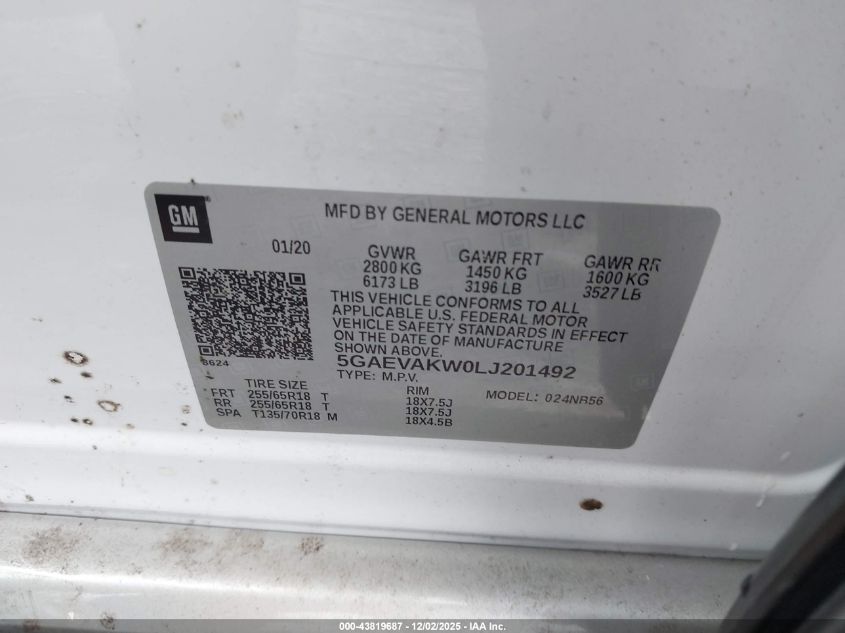 GM
MFD BY GENERAL MOTORS LLC
01/20
GVWR
2800 KG
6173 LB
GAWR FRT
1450 KG
3196 LB
GAWR RR
1600 KG
3527 LB
THIS VEHICLE CONFORMS TO ALL
APPLICABLE U.S. FEDERAL MOTOR
VEHICLE SAFETY STANDARDS IN EFFECT
ON THE DATE OF MANUFACTURE
SHOWN ABOVE.
8624
5GAEVAKW0LJ201492
TYPE: M.P.V.
MODEL: 024NR56
TIRE SIZE RIM
FRT 255/65R18 T 18X7.5J
RR 255/65R18 T 18X7.5J
SPA T135/70R18 M 18X4.5B
000-43819687 - 12/02/2025 - IAA Inc.